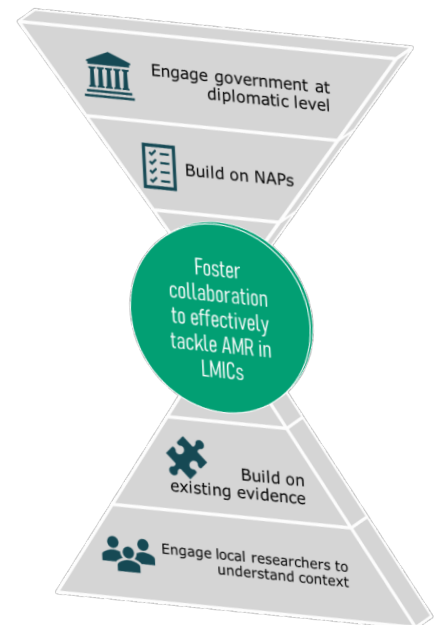 Engage government at
diplomatic level
Build on NAPs
Foster
collaboration
to effectively
tackle AMR in
LMICs
Build on
existing evidence
Engage local researchers to
understand context